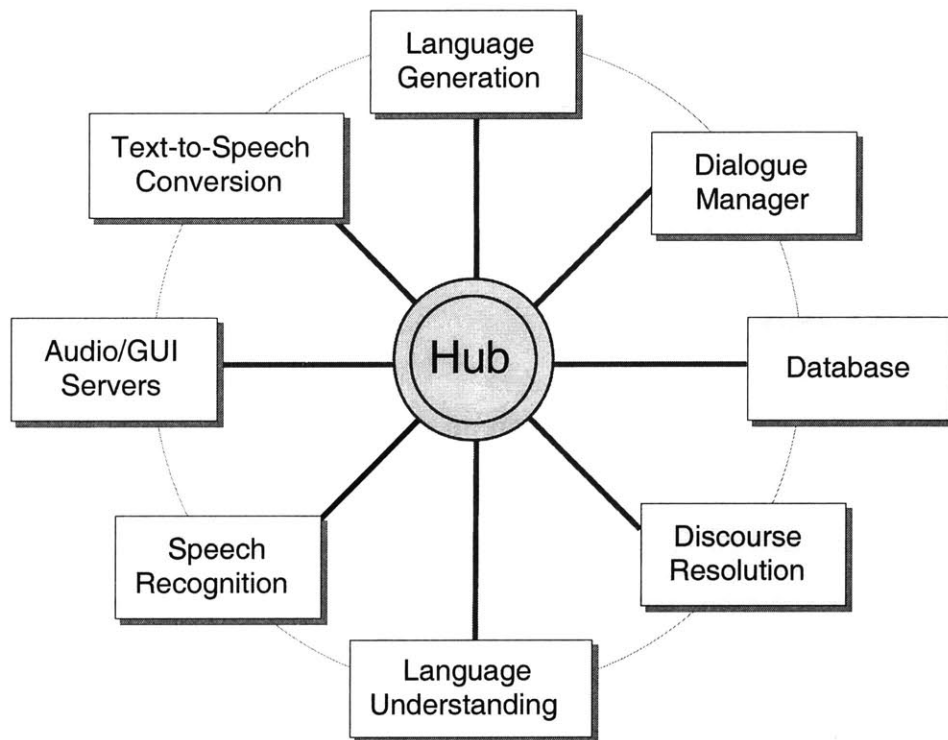 Language
Generation
Text-to-Speech
Conversion
Dialogue
Manager
Audio/GUI
Servers
Hub
Database
Speech
Recognition
Discourse
Resolution
Language
Understanding